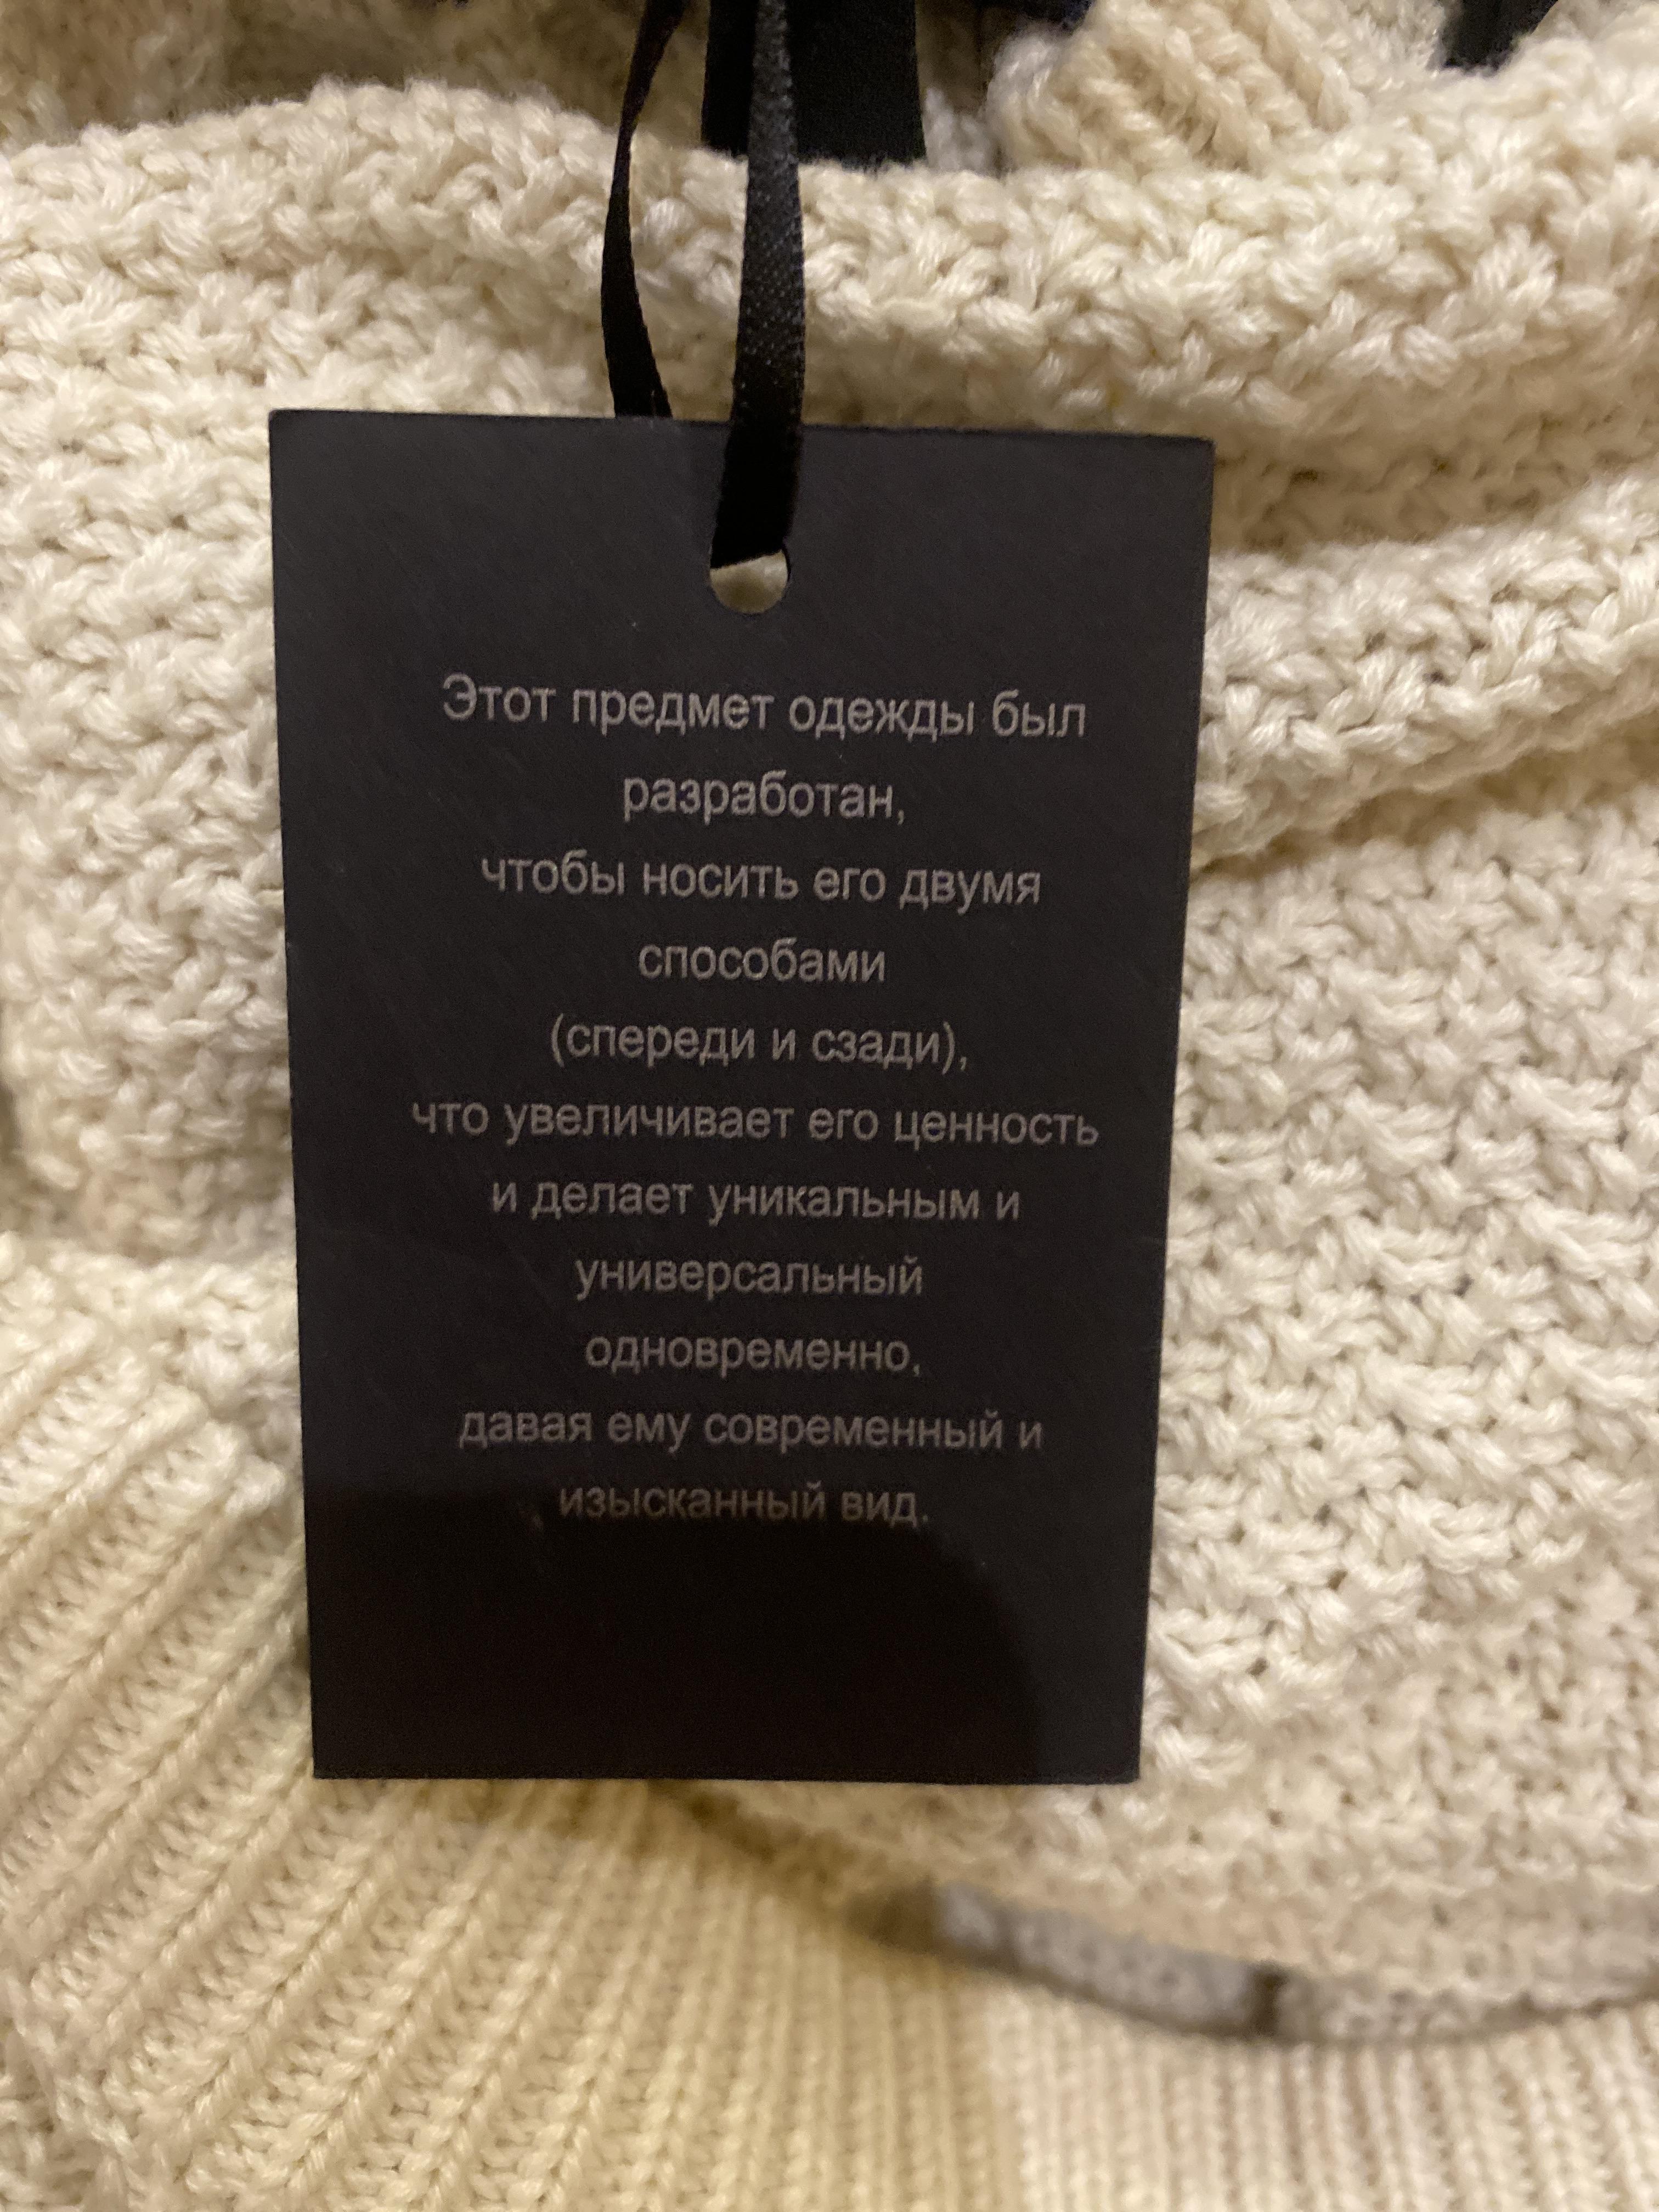 Этот предмет одежды был
разработан,
чтобы носить его двумя
способами
(спереди и сзади),
что увеличивает его ценность
и делает уникальным и
универсальный
одновременно,
давая ему современный и
изысканный вид.